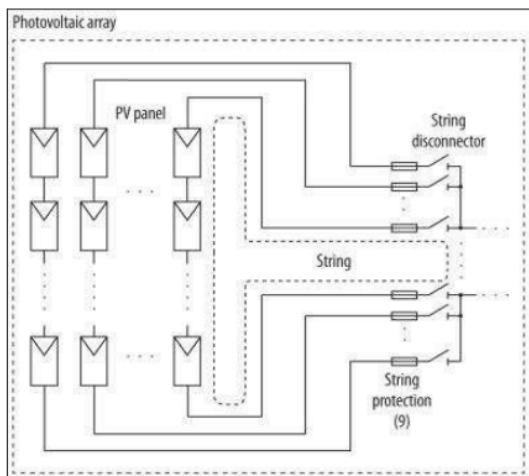 Photovoltaic array
PV panel
String
disconnector
String
String
protection
(9)